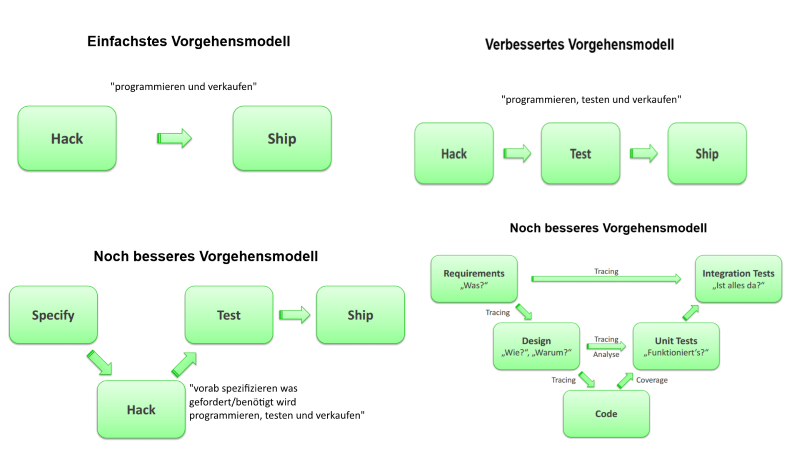 Einfachstes Vorgehensmodell
"programmieren und verkaufen"
Hack
Ship
Verbessertes Vorgehensmodell
"programmieren, testen und verkaufen"
Hack
Test
Ship
Noch besseres Vorgehensmodell
Specify
Test
Ship
Hack
"vorab spezifizieren was
gefordert/benötigt wird
programmieren, testen und verkaufen"
Noch besseres Vorgehensmodell
Requirements
„Was?“
Tracing
Integration Tests
„Ist alles da?“
Tracing
Design
„Wie?“, „Warum?“
Tracing
Analyse
Unit Tests
„Funktioniert’s?“
Tracing
Coverage
Code